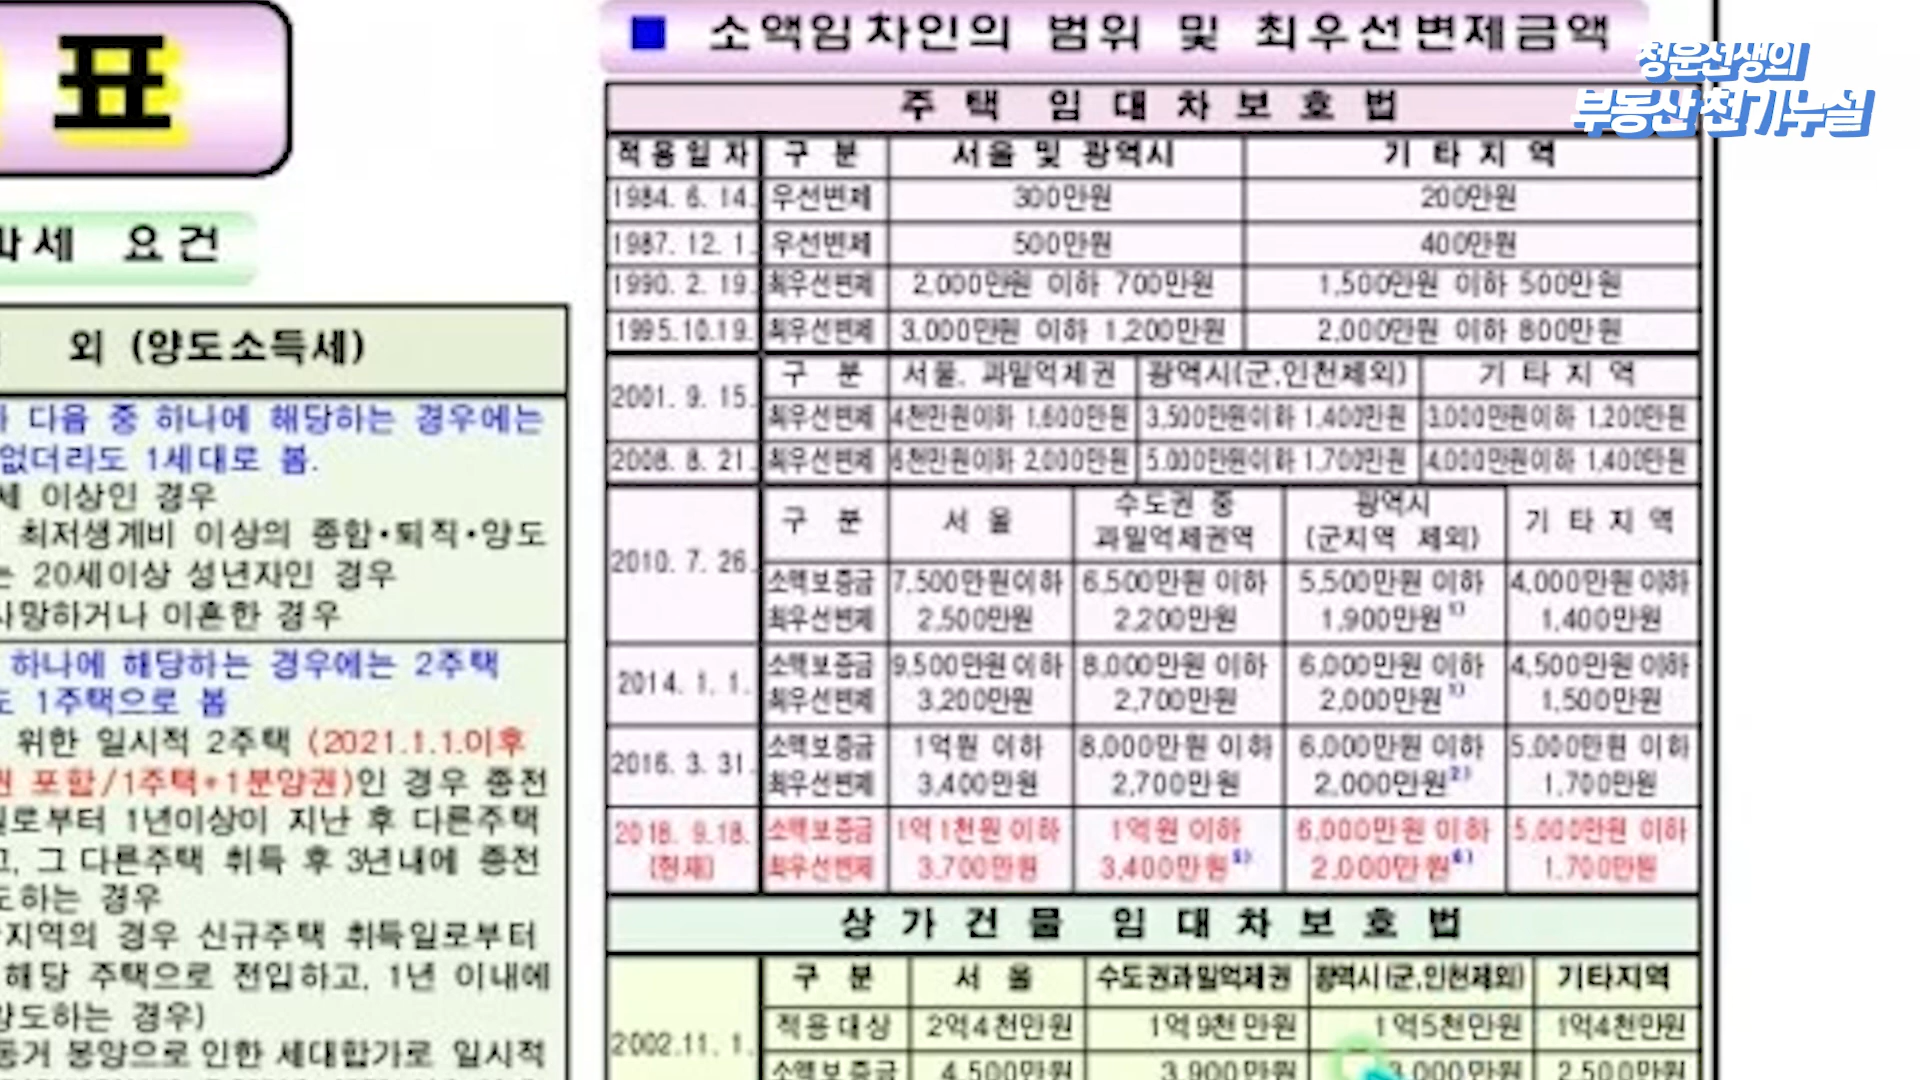 표
세 요건
외 (양도소득세)
다음 중 하나에 해당하는 경우에는
없더라도 1세대로 봄.
세 이상인 경우
최저생계비 이상의 종합•퇴직•양도
는 20세이상 성년자인 경우
사망하거나 이혼한 경우
하나에 해당하는 경우에는 2주택
도 1주택으로 봄
위한 일시적 2주택 (2021.1.1.이후
권 포함/1주택+1분양권)인 경우 종전
로부터 1년이상이 지난 후 다른주택
고, 그 다른주택 취득 후 3년내에 종전
도하는 경우
지역의 경우 신규주택 취득일로부터
해당 주택으로 전입하고, 1년 이내에
양도하는 경우)
동거 봉양으로 인한 세대합가로 일시적
■ 소액임차인의 범위 및 최우선변제금액
청운선생의
부동산 천기누설
주 택 임 대 차 보 호 법
적용일자 구 분 서울 및 광역시 기 타 지 역
1984. 6. 14. 우선변제 300만원 200만원
1987. 12. 1. 우선변제 500만원 400만원
1990. 2. 19. 최우선변제 2,000만원 이하 700만원 1,500만원 이하 500만원
1995.10.19. 최우선변제 3,000만원 이하 1,200만원 2,000만원 이하 800만원
2001. 9. 15. 구 분 서울, 과밀억제권 광역시(군,인천제외) 기 타 지 역
최우선변제 4천만원이하 1,600만원 3,500만원이하 1,400만원 3,000만원이하 1,200만원
2008. 8. 21. 최우선변제 6천만원이하 2,000만원 5,000만원이하 1,700만원 4,000만원이하 1,400만원
2010. 7. 26. 구 분 서 울 수도권 중 과밀억제권역 광역시 (군지역 제외) 기 타 지 역
소액보증금 7,500만원이하 6,500만원 이하 5,500만원 이하 4,000만원 이하
최우선변제 2,500만원 2,200만원 1,900만원¹⁾ 1,400만원
2014. 1. 1. 소액보증금 9,500만원 이하 8,000만원 이하 6,000만원 이하 4,500만원 이하
최우선변제 3,200만원 2,700만원 2,000만원¹⁾ 1,500만원
2016. 3. 31. 소액보증금 1억원 이하 8,000만원 이하 6,000만원 이하 5,000만원 이하
최우선변제 3,400만원 2,700만원 2,000만원²⁾ 1,700만원
2018. 9.18. 소액보증금 1억1천원 이하 1억원 이하 6,000만원 이하 5,000만원 이하
(현재) 최우선변제 3,700만원 3,400만원⁵⁾ 2,000만원⁶⁾ 1,700만원
상 가 건 물 임 대 차 보 호 법
구 분 서 울 수도권과밀억제권 광역시(군,인천제외) 기타지역
2002.11. 1. 적용대상 2억4천만원 1억9천만원 1억5천만원 1억4천만원
소액보증금 4,500만원 3,900만원 3,000만원 2,500만원